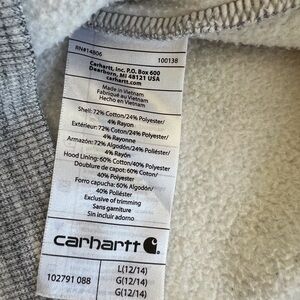 RN#14806
100138
Carhartt, Inc, P.O. Box 600
Dearborn, MI 48121 USA
carhartt.com
Made in Vietnam
Fabriqué au Vietnam
Hecho en Vietnam
Shell: 72% Cotton/24% Polyester/
4% Rayon
Extérieur: 72% Coton/24% Polyester/
4% Rayonne
Armazón: 72% Algodón/24% Poliéster/
4% Rayón
Hood Lining: 60% Cotton/40% Polyester
Doublure de capot: 60% Coton/
40% Polyester
Forro capucha: 60% Algodón/
40% Poliéster
Exclusive of trimming
Sans garniture
Sin incluir adorno
carhartt
102791 088
L(12/14)
G(12/14)
G(12/14)